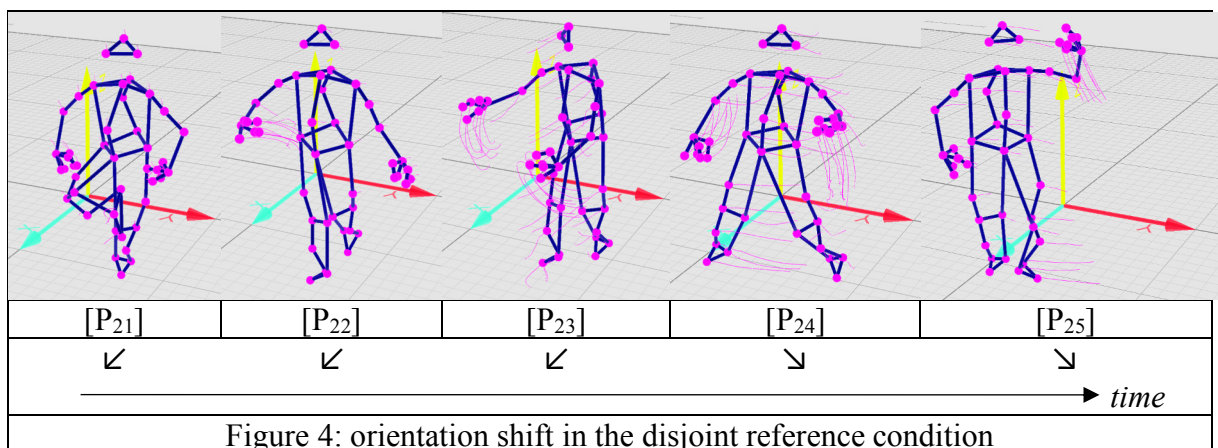 [P₂₁] [P₂₂] [P₂₃] [P₂₄] [P₂₅]
↙ ↙ ↙ ↘ ↘
time
Figure 4: orientation shift in the disjoint reference condition